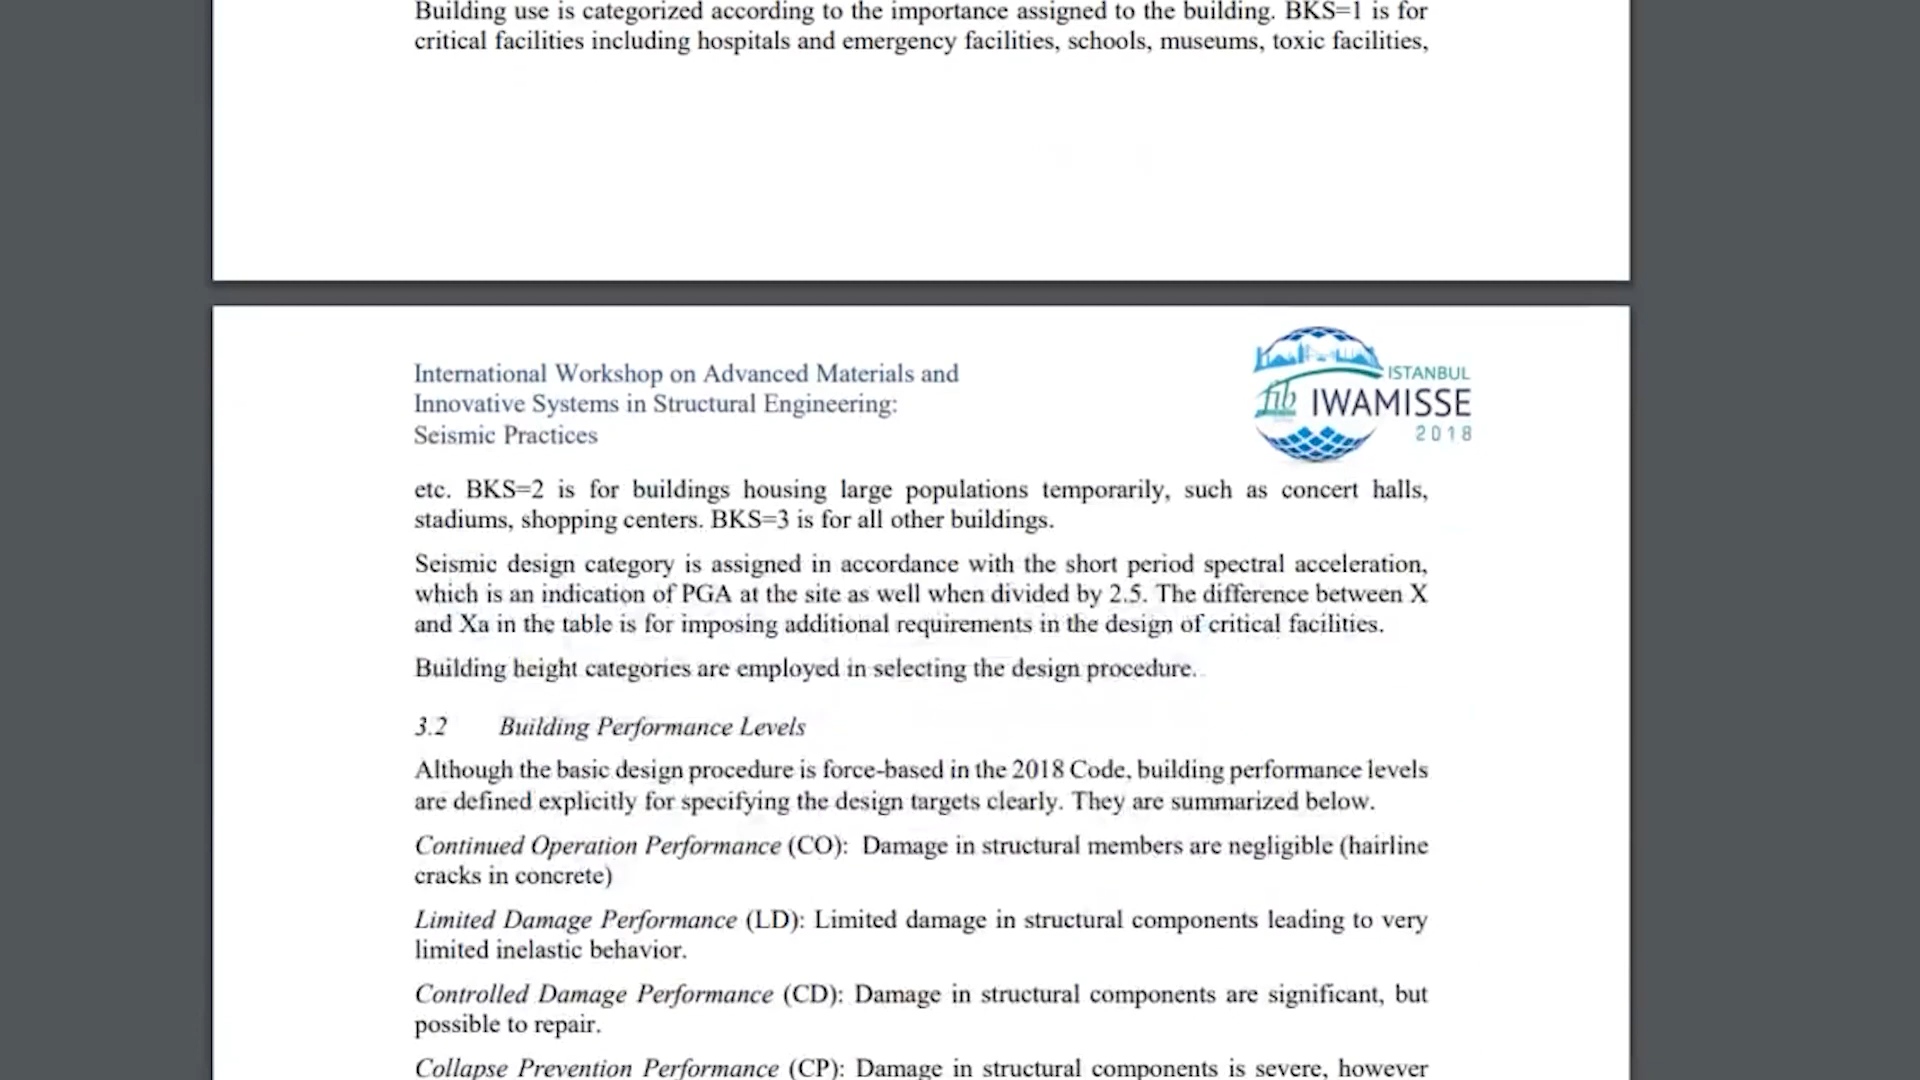 Building use is categorized according to the importance assigned to the building. BKS=1 is for
critical facilities including hospitals and emergency facilities, schools, museums, toxic facilities,
International Workshop on Advanced Materials and
Innovative Systems in Structural Engineering:
Seismic Practices
ISTANBUL
fib IWAMISSE
2018
etc. BKS=2 is for buildings housing large populations temporarily, such as concert halls,
stadiums, shopping centers. BKS=3 is for all other buildings.
Seismic design category is assigned in accordance with the short period spectral acceleration,
which is an indication of PGA at the site as well when divided by 2.5. The difference between X
and Xa in the table is for imposing additional requirements in the design of critical facilities.
Building height categories are employed in selecting the design procedure.
3.2 Building Performance Levels
Although the basic design procedure is force-based in the 2018 Code, building performance levels
are defined explicitly for specifying the design targets clearly. They are summarized below.
Continued Operation Performance (CO): Damage in structural members are negligible (hairline
cracks in concrete)
Limited Damage Performance (LD): Limited damage in structural components leading to very
limited inelastic behavior.
Controlled Damage Performance (CD): Damage in structural components are significant, but
possible to repair.
Collapse Prevention Performance (CP): Damage in structural components is severe, however